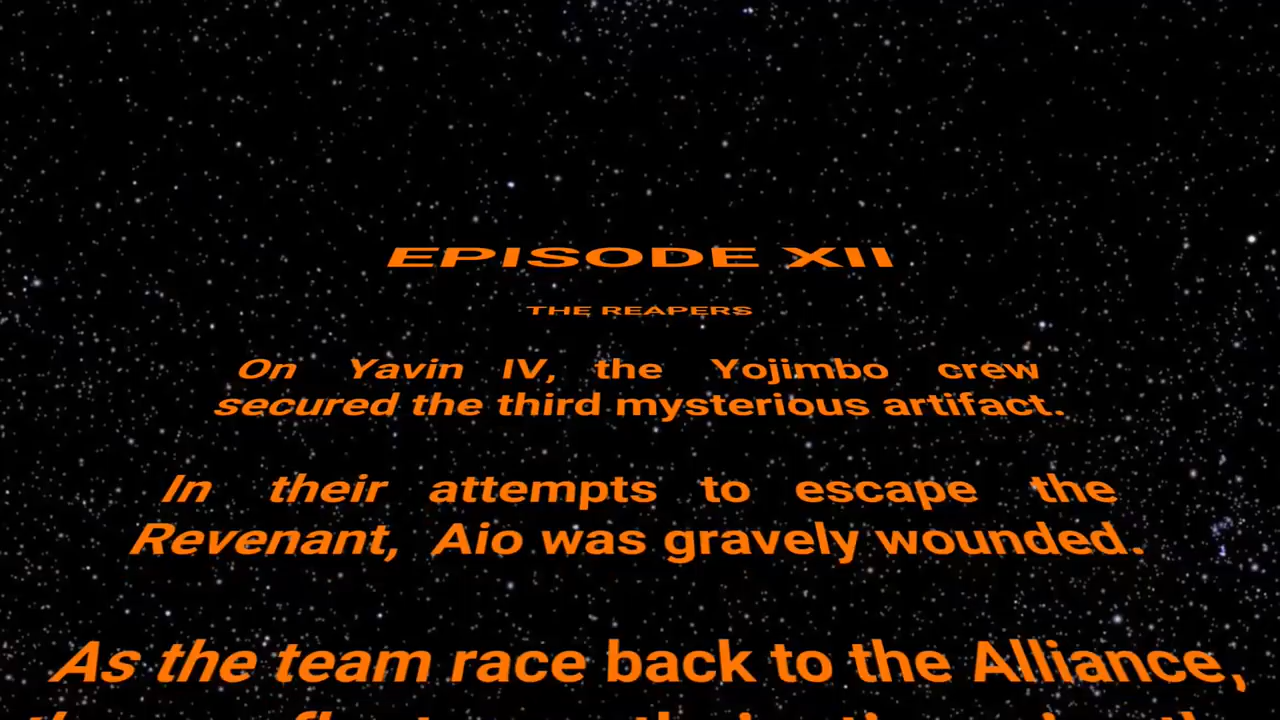 EPISODE XII
THE REAPERS
On Yavin IV, the Yojimbo crew
secured the third mysterious artifact.
In their attempts to escape the
Revenant, Aio was gravely wounded.
As the team race back to the Alliance,